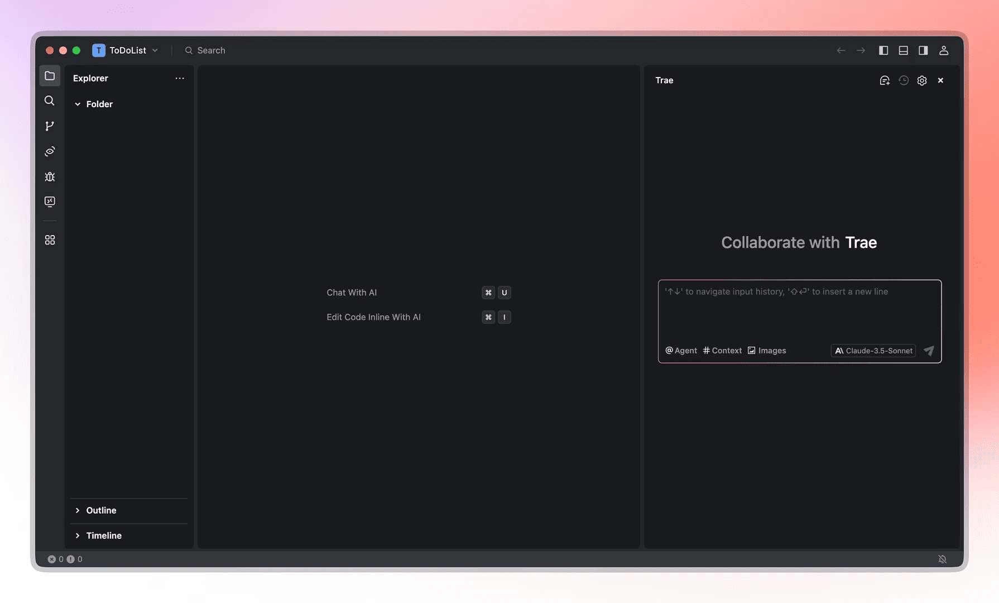 T ToDoList Search
Explorer ...
Folder
Outline
Timeline
Chat With AI ⌘ U
Edit Code Inline With AI ⌘ I
Trae
Collaborate with Trae
'↑↓' to navigate input history, '⇧⏎' to insert a new line
@ Agent # Context Images A\ Claude-3.5-Sonnet
0 0